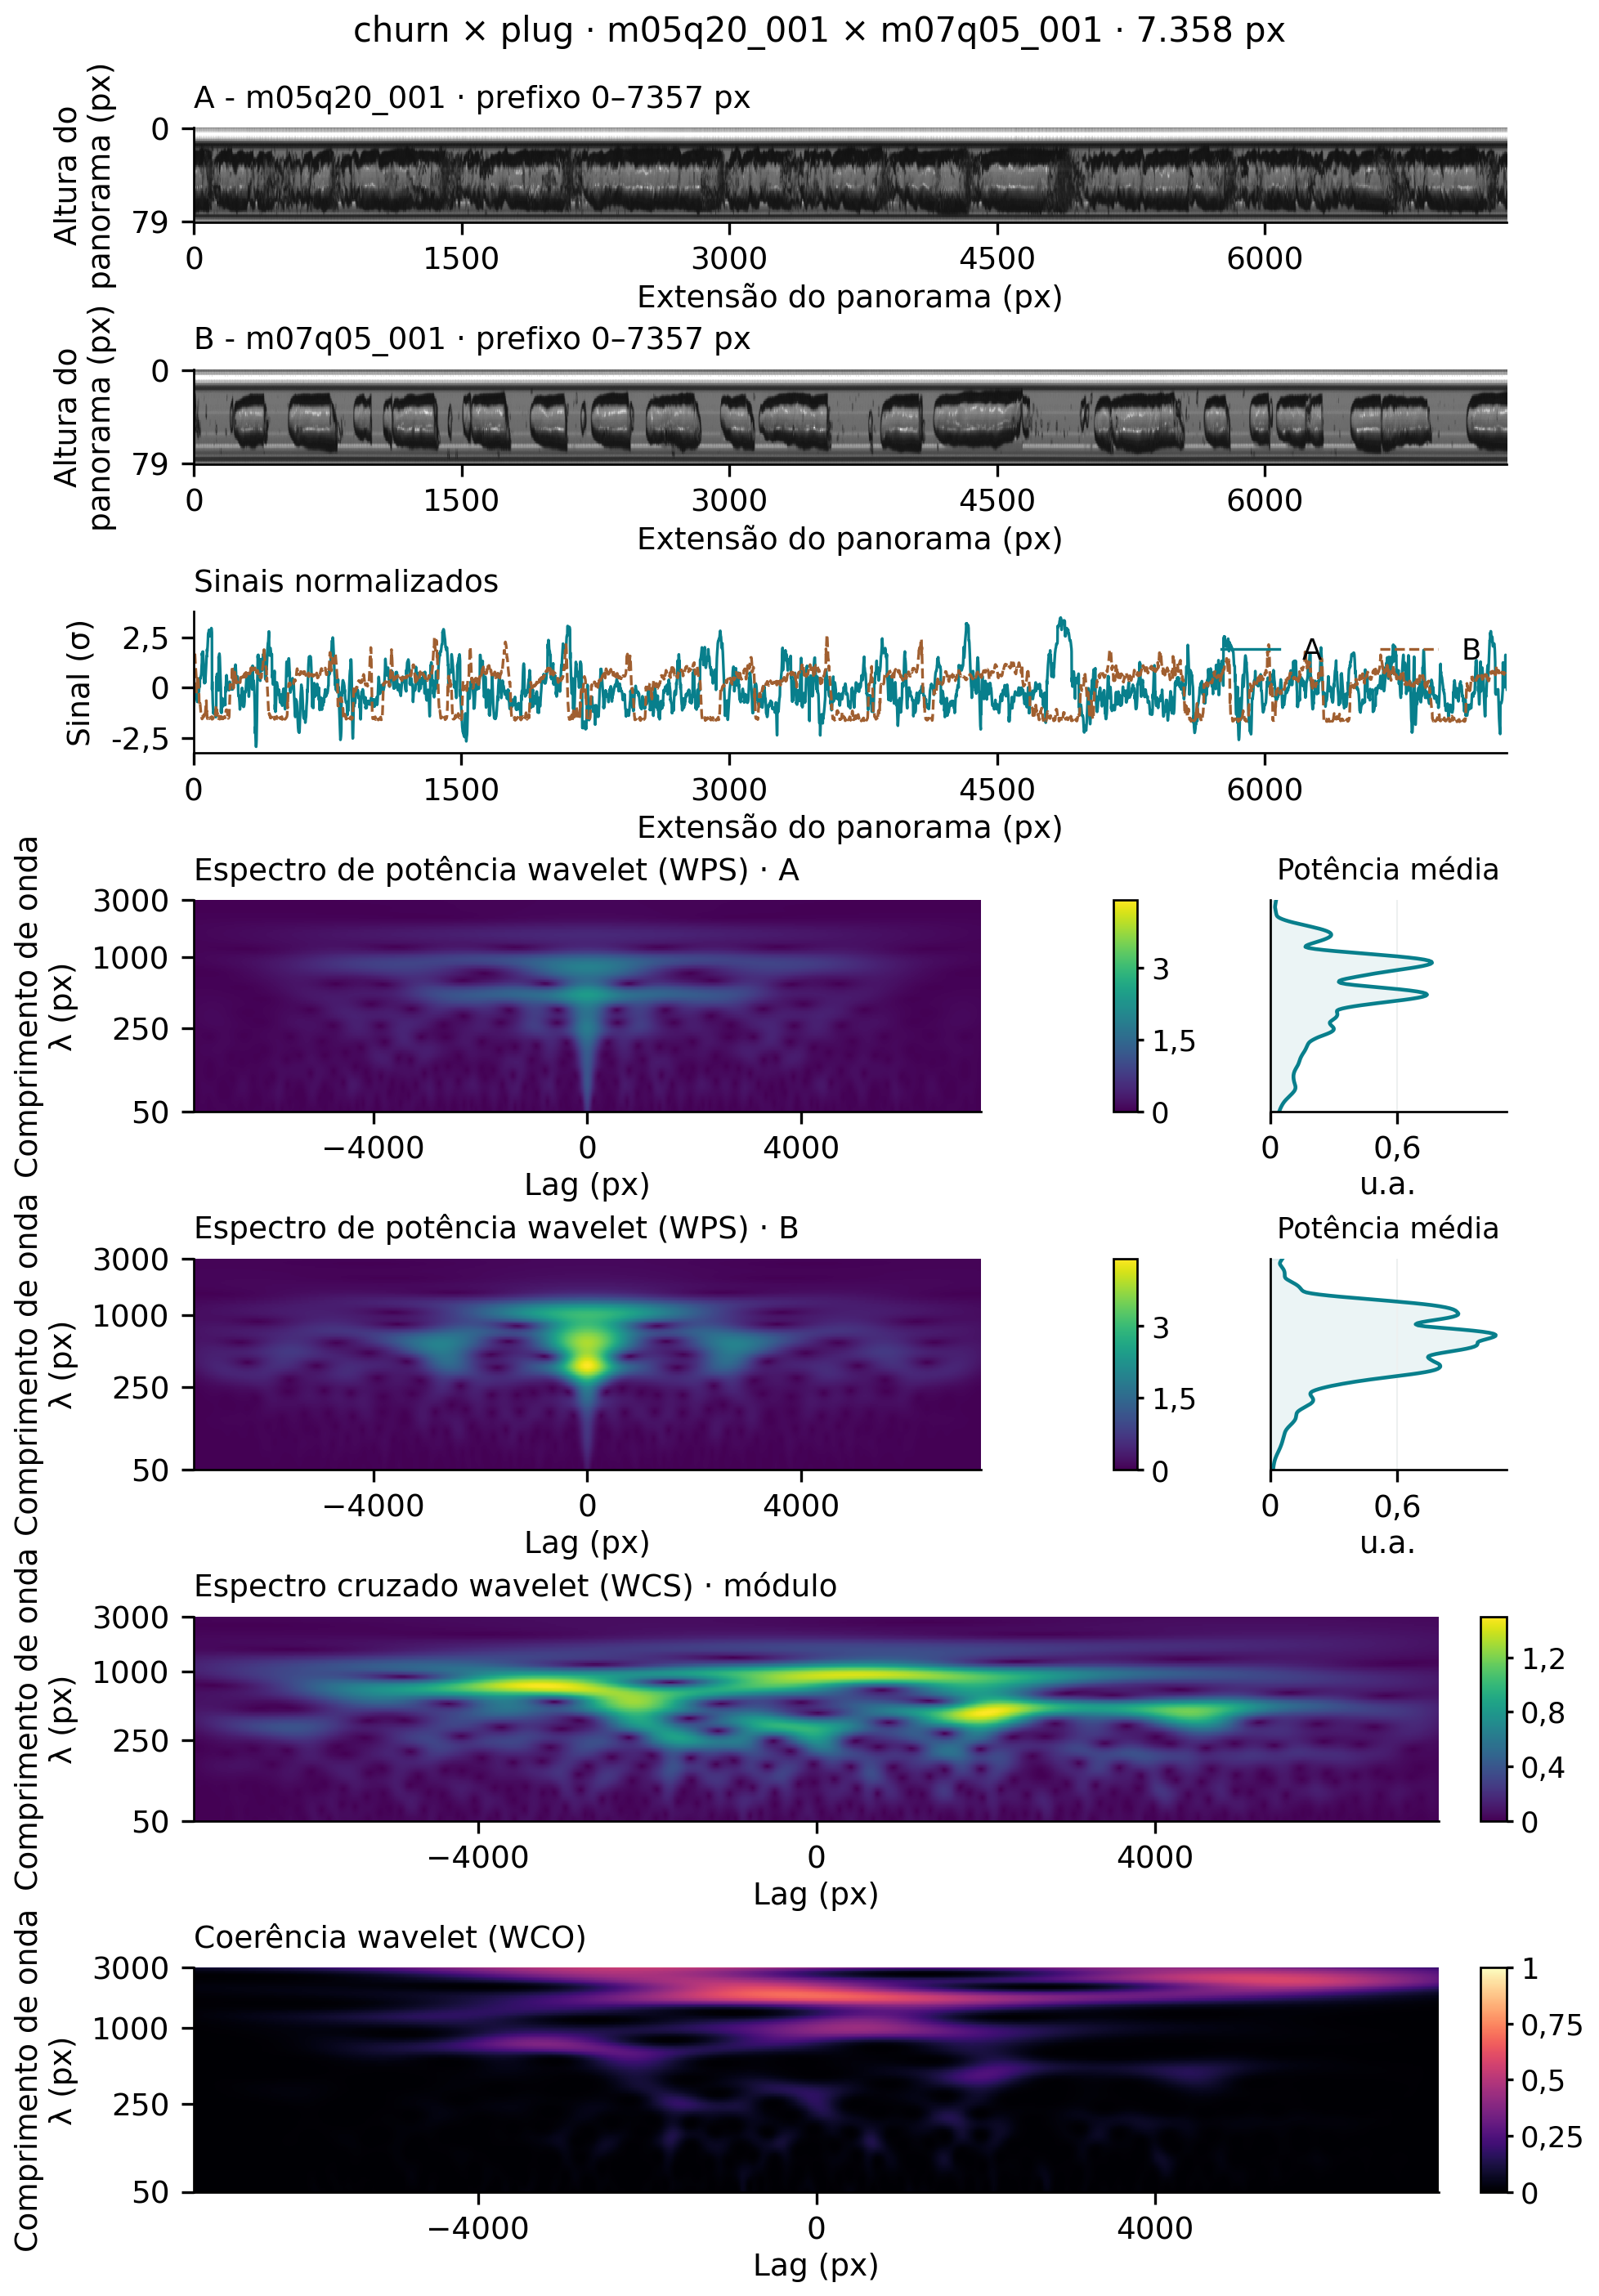 churn × plug · m05q20_001 × m07q05_001 · 7.358 px
A - m05q20_001 · prefixo 0–7357 px
Altura do
panorama (px)
0
79
0 1500 3000 4500 6000
Extensão do panorama (px)
B - m07q05_001 · prefixo 0–7357 px
Altura do
panorama (px)
0
79
0 1500 3000 4500 6000
Extensão do panorama (px)
Sinais normalizados
Sinal (σ)
2,5
0
-2,5
A B
0 1500 3000 4500 6000
Extensão do panorama (px)
Espectro de potência wavelet (WPS) · A
Comprimento de onda
λ (px)
3000
1000
250
50
−4000 0 4000
Lag (px)
3
1,5
0
Potência média
0 0,6
u.a.
Espectro de potência wavelet (WPS) · B
Comprimento de onda
λ (px)
3000
1000
250
50
−4000 0 4000
Lag (px)
3
1,5
0
Potência média
0 0,6
u.a.
Espectro cruzado wavelet (WCS) · módulo
Comprimento de onda
λ (px)
3000
1000
250
50
−4000 0 4000
Lag (px)
1,2
0,8
0,4
0
Coerência wavelet (WCO)
Comprimento de onda
λ (px)
3000
1000
250
50
−4000 0 4000
Lag (px)
1
0,75
0,5
0,25
0